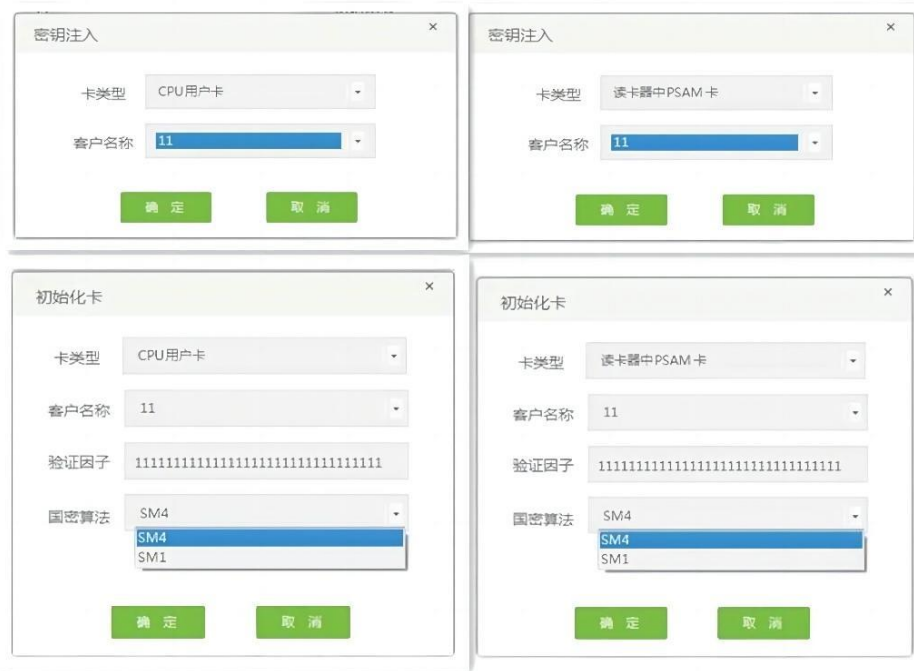 密钥注入
×
卡类型 CPU用户卡
客户名称 11
确 定 取 消
密钥注入
×
卡类型 读卡器中PSAM 卡
客户名称 11
确 定 取 消
初始化卡
×
卡类型 CPU用户卡
客户名称 11
验证因子 11111111111111111111111111111111
国密算法 SM4
SM4
SM1
确 定 取 消
初始化卡
×
卡类型 读卡器中PSAM 卡
客户名称 11
验证因子 11111111111111111111111111111111
国密算法 SM4
SM4
SM1
确 定 取 消